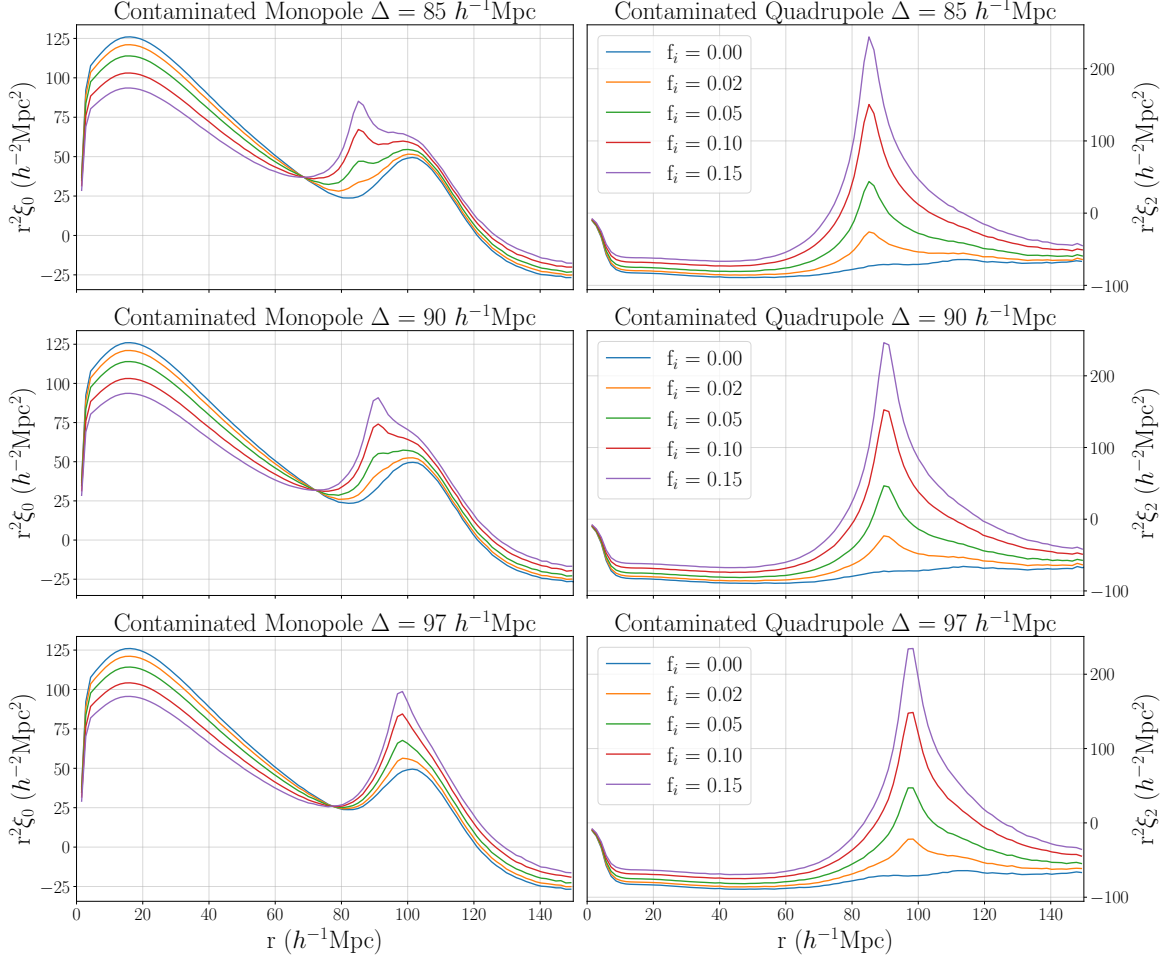 Contaminated Monopole Δ = 85 h⁻¹Mpc
Contaminated Quadrupole Δ = 85 h⁻¹Mpc
r²ξ₀ (h⁻²Mpc²)
125
100
75
50
25
0
−25
f_i = 0.00
f_i = 0.02
f_i = 0.05
f_i = 0.10
f_i = 0.15
200
100
0
−100
r²ξ₂ (h⁻²Mpc²)
Contaminated Monopole Δ = 90 h⁻¹Mpc
Contaminated Quadrupole Δ = 90 h⁻¹Mpc
r²ξ₀ (h⁻²Mpc²)
125
100
75
50
25
0
−25
f_i = 0.00
f_i = 0.02
f_i = 0.05
f_i = 0.10
f_i = 0.15
200
100
0
−100
r²ξ₂ (h⁻²Mpc²)
Contaminated Monopole Δ = 97 h⁻¹Mpc
Contaminated Quadrupole Δ = 97 h⁻¹Mpc
r²ξ₀ (h⁻²Mpc²)
125
100
75
50
25
0
−25
f_i = 0.00
f_i = 0.02
f_i = 0.05
f_i = 0.10
f_i = 0.15
200
100
0
−100
r²ξ₂ (h⁻²Mpc²)
0 20 40 60 80 100 120 140
0 20 40 60 80 100 120 140
r (h⁻¹Mpc)
r (h⁻¹Mpc)